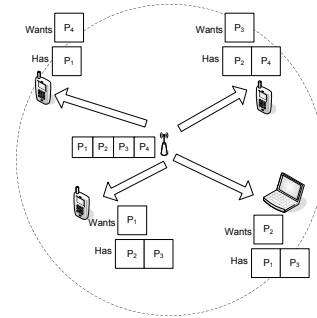 Wants P4
Has P1
Wants P3
Has P2 P4
P1 P2 P3 P4
Wants P1
Has P2 P3
Wants P2
Has P1 P3